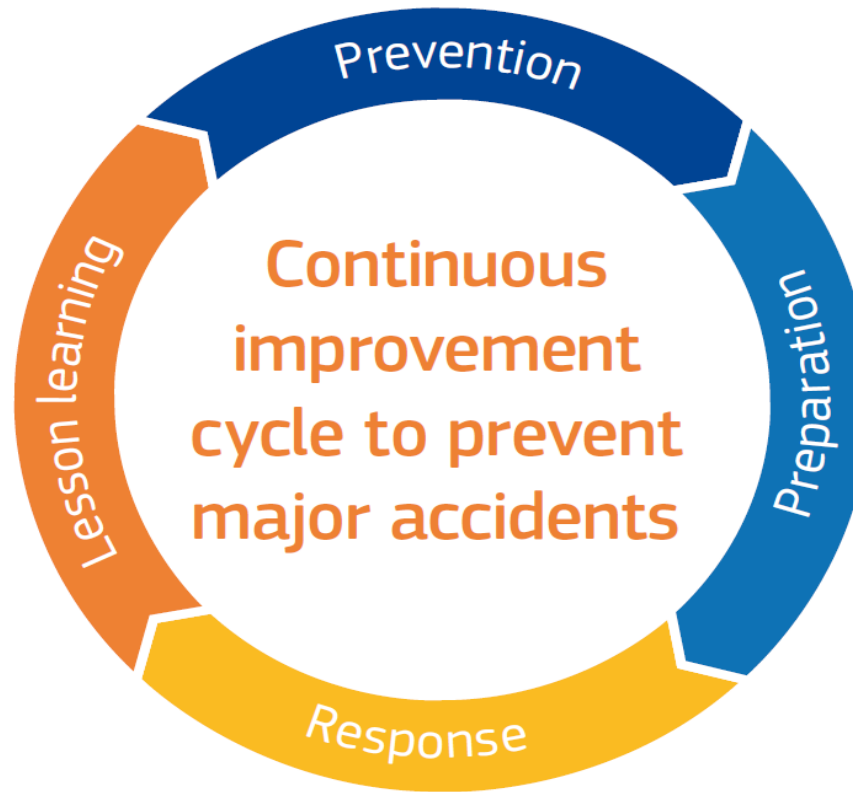 Prevention
Preparation
Response
Lesson learning
Continuous
improvement
cycle to prevent
major accidents